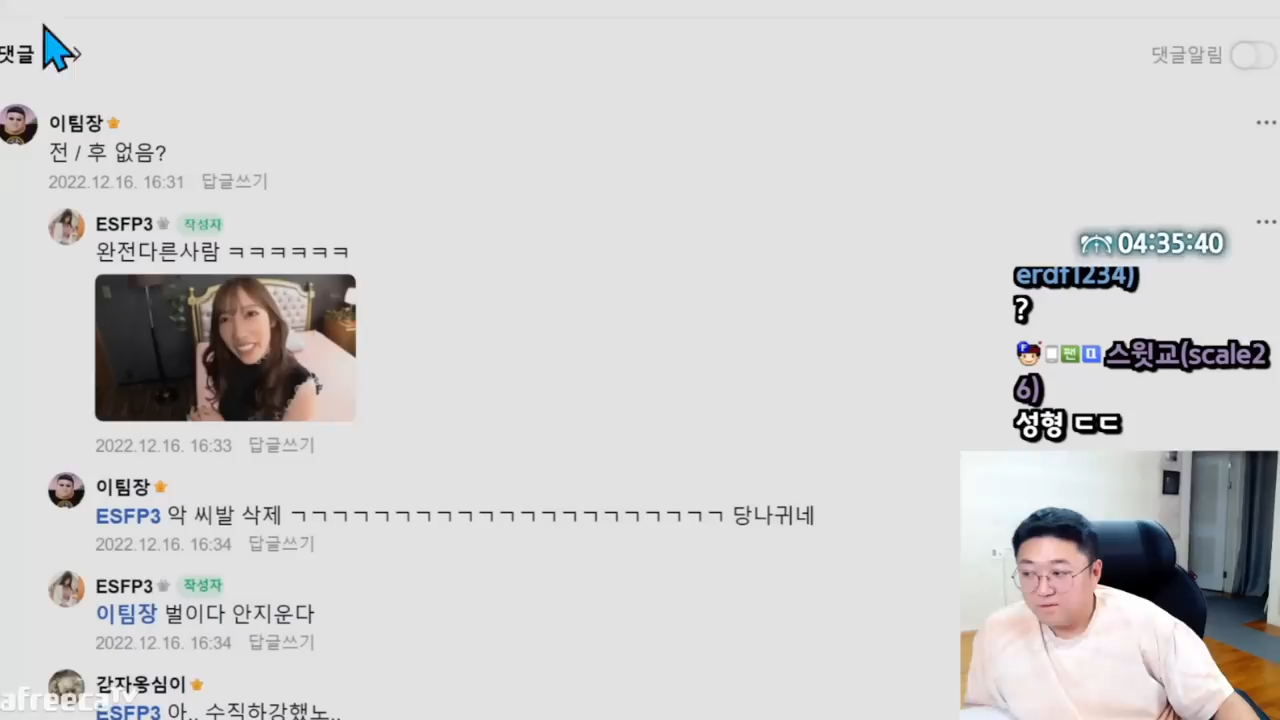 댓글
댓글알림
이팀장
전 / 후 없음?
2022.12.16. 16:31 답글쓰기
ESFP3 작성자
완전다른사람 ㅋㅋㅋㅋㅋㅋ
2022.12.16. 16:33 답글쓰기
이팀장
ESFP3 악 씨발 삭제 ㄱㄱㄱㄱㄱㄱㄱㄱㄱㄱㄱㄱㄱㄱㄱㄱㄱㄱㄱㄱㄱ 당나귀네
2022.12.16. 16:34 답글쓰기
ESFP3 작성자
이팀장 벌이다 안지운다
2022.12.16. 16:34 답글쓰기
감자옹심이
ESFP3 아.. 수직하강했노..
afreecaTV
04:35:40
erdf1234)
?
팬 스윗교(scale2
6)
성형 ㄷㄷ